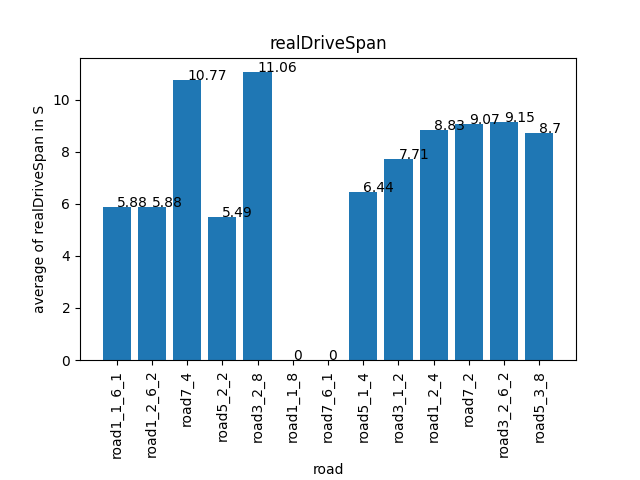 realDriveSpan
average of realDriveSpan in S
10
8
6
4
2
0
5.88
5.88
10.77
5.49
11.06
0
0
6.44
7.71
8.83
9.07
9.15
8.7
road1_1_6_1
road1_2_6_2
road7_4
road5_2_2
road3_2_8
road1_1_8
road7_6_1
road5_1_4
road3_1_2
road1_2_4
road7_2
road3_2_6_2
road5_3_8
road